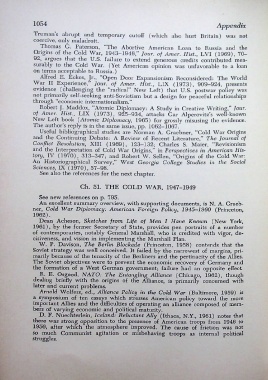 1054 Appendix
Truman's abrupt end temporary cutoff (which also hurt Britain) was not
coercive, only maladroit.
Thomas G. Paterson, "The Abortive American Loan to Russia and the
Origins of the Cold War, 1943–1946," Jour. of Amer. Hist., LVI (1969), 70–
92, argues that the U.S. failure to extend generous credits contributed mea-
surably to the Cold War. (Yet American opinion was unfavorable to a loan
on terms acceptable to Russia.)
Alfred E. Eckes, Jr., "Open Door Expansionism Reconsidered: The World
War II Experience," Jour. of Amer. Hist., LIX (1973), 909–924, presents
evidence (challenging the "radical" New Left) that U.S. postwar policy was
not primarily self-seeking anti-Sovietism but a design for peaceful relationships
through "economic internationalism."
Robert J. Maddox, "Atomic Diplomacy: A Study in Creative Writing," Jour.
of Amer. Hist., LIX (1973), 925–934, attacks Gar Alperovitz's well-known
New Left book (Atomic Diplomacy, 1965) for grossly misusing the evidence.
The author's reply is in the same issue, pp. 1062–1067.
Useful bibliographical studies are Norman A. Graebner, "Cold War Origins
and the Continuing Debate: A Review of Recent Literature," The Journal of
Conflict Resolution, XIII (1969), 123–132, Charles S. Maier, "Revisionism
and the Interpretation of Cold War Origins," in Perspectives in American His-
tory, IV (1970), 313–347, and Robert W. Sellen, "Origins of the Cold War:
An Historiographical Survey," West Georgia College Studies in the Social
Sciences, IX (1970), 57–98.
See also the references for the next chapter.
Ch. 51. THE COLD WAR, 1947–1949
See new references on p. 785.
An excellent summary overview, with supporting documents, is N. A. Graeb-
ner, Cold War Diplomacy: American Foreign Policy, 1945–1960 (Princeton,
1962).
Dean Acheson, Sketches from Life of Men I Have Known (New York,
1961), by the former Secretary of State, provides pen portraits of a number
of contemporaries, notably General Marshall, who is credited with vigor, de-
cisiveness, and vision in implementing the Marshall Plan.
W. P. Davison, The Berlin Blockade (Princeton, 1958) contends that the
Soviet strategy was well conceived. It failed by the narrowest of margins, pri-
marily because of the tenacity of the Berliners and the pertinacity of the Allies.
The Soviet objectives were to prevent the economic recovery of Germany and
the formation of a West German government; failure had an opposite effect.
R. E. Osgood, NATO: The Entangling Alliance (Chicago, 1962), though
dealing briefly with the origins of the Alliance, is primarily concerned with
later and current problems.
Arnold Wolfers, ed., Alliance Policy in the Cold War (Baltimore, 1959) is
a symposium of ten essays which stresses American policy toward the more
important Allies and the difficulties of operating an alliance composed of mem-
bers of varying economic and political maturity.
D. F. Nuechterlein, Iceland: Reluctant Ally (Ithaca, N.Y., 1961) notes that
there was strong opposition to the presence of American troops from 1940 to
1956, after which the atmosphere improved. The cause of friction was not
so much Communist agitation or misbehaving troops as internal political
struggles.